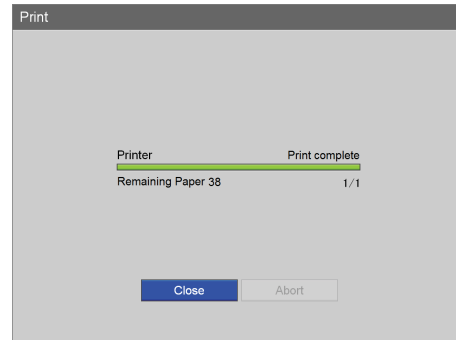 Print
Printer Print complete
Remaining Paper 38 1/1
Close Abort